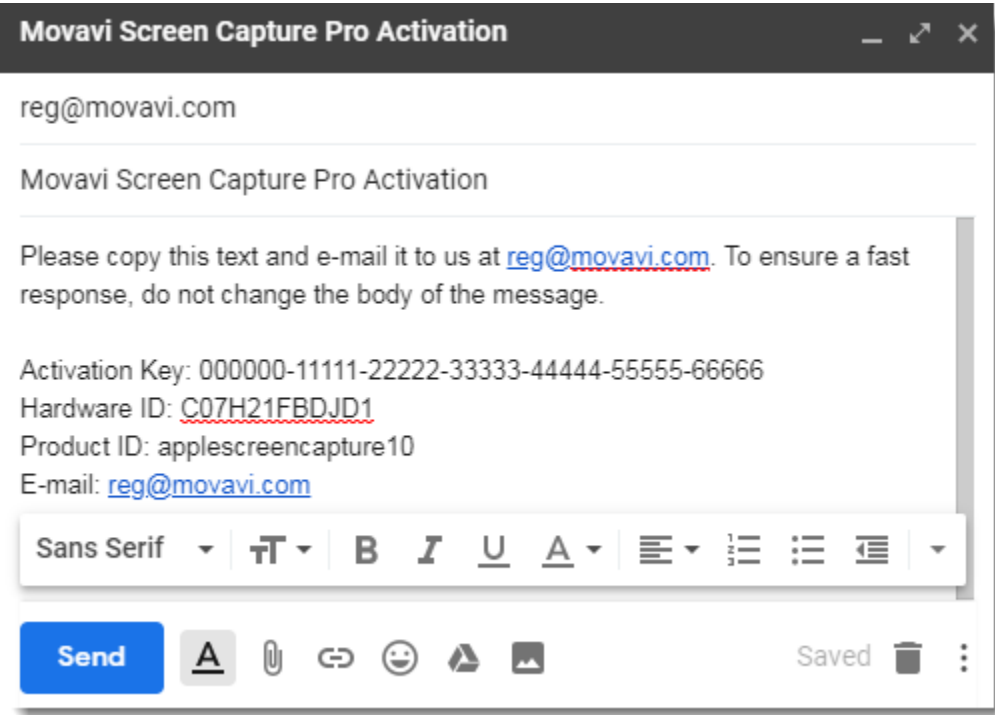 Movavi Screen Capture Pro Activation
reg@movavi.com
Movavi Screen Capture Pro Activation
Please copy this text and e-mail it to us at reg@movavi.com. To ensure a fast
response, do not change the body of the message.
Activation Key: 000000-11111-22222-33333-44444-55555-66666
Hardware ID: C07H21FBDJD1
Product ID: applescreencapture10
E-mail: reg@movavi.com
Sans Serif
Send Saved